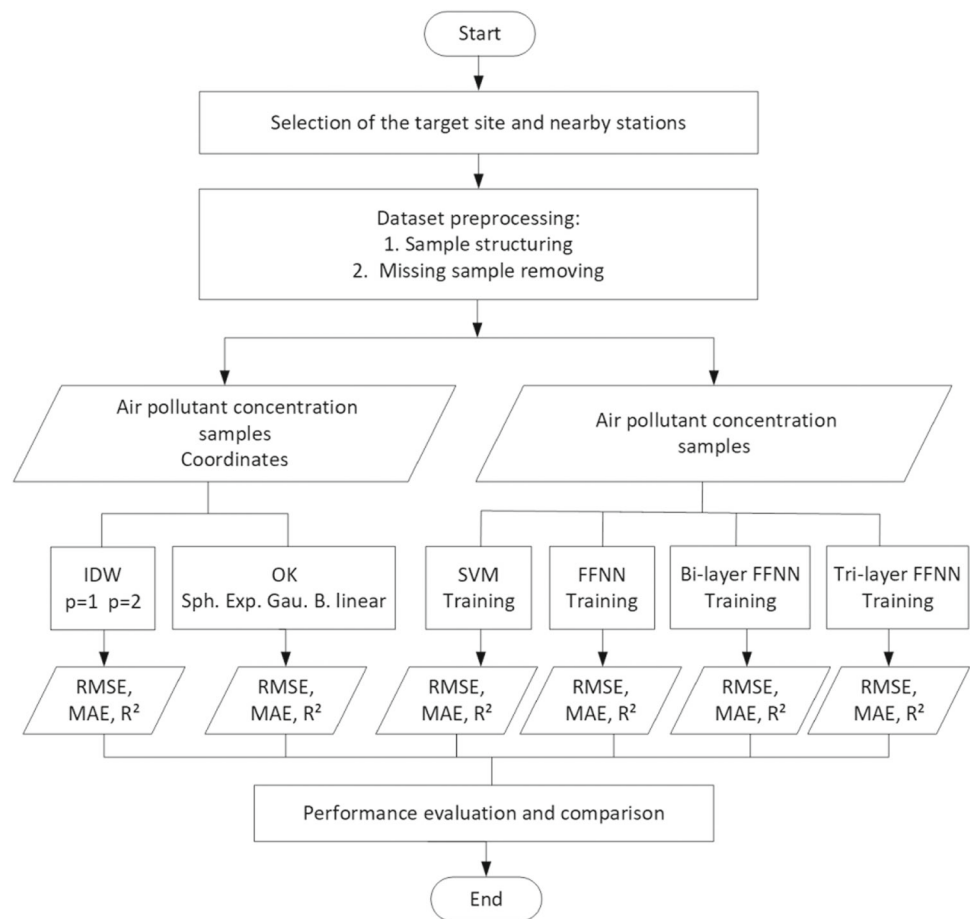 Start
Selection of the target site and nearby stations
Dataset preprocessing:
1. Sample structuring
2. Missing sample removing
Air pollutant concentration
samples
Coordinates
Air pollutant concentration
samples
IDW
p=1 p=2
OK
Sph. Exp. Gau. B. linear
SVM
Training
FFNN
Training
Bi-layer FFNN
Training
Tri-layer FFNN
Training
RMSE,
MAE, R²
RMSE,
MAE, R²
RMSE,
MAE, R²
RMSE,
MAE, R²
RMSE,
MAE, R²
RMSE,
MAE, R²
Performance evaluation and comparison
End